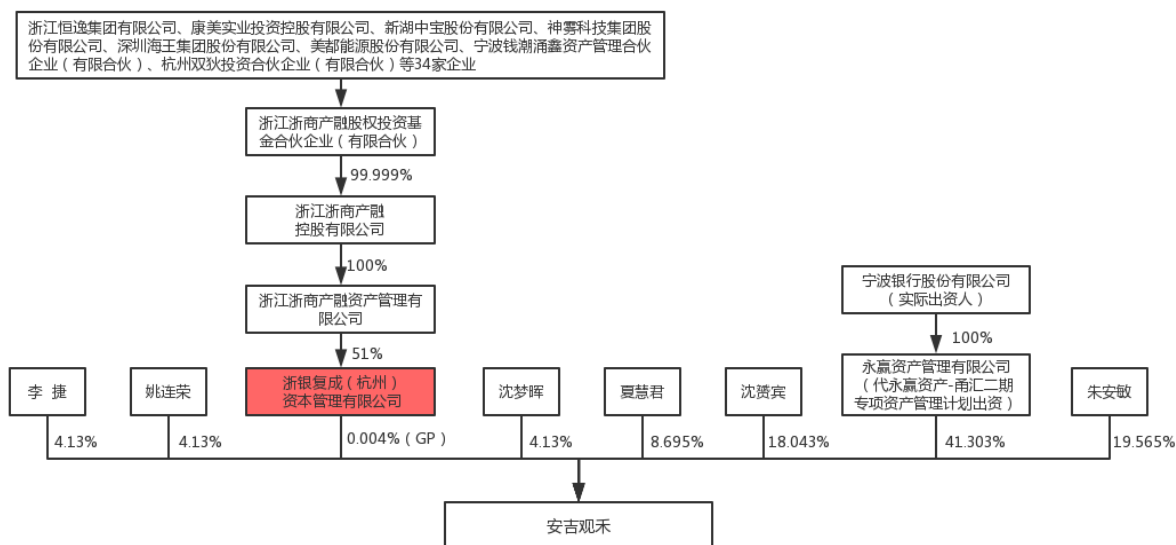 浙江恒逸集团有限公司、康美实业投资控股有限公司、新湖中宝股份有限公司、神雾科技集团股
份有限公司、深圳海王集团股份有限公司、美都能源股份有限公司、宁波钱潮涌鑫资产管理合伙
企业（有限合伙）、杭州双狄投资合伙企业（有限合伙）等34家企业
浙江浙商产融股权投资基
金合伙企业（有限合伙）
99.999%
浙江浙商产融
控股有限公司
100%
浙江浙商产融资产管理有
限公司
51%
宁波银行股份有限公司
（实际出资人）
100%
李 捷
姚连荣
浙银复成（杭州）
资本管理有限公司
沈梦晖
夏慧君
沈赟宾
永赢资产管理有限公司
（代永赢资产-甬汇二期
专项资产管理计划出资）
朱安敏
4.13%
4.13%
0.004%（GP）
4.13%
8.695%
18.043%
41.303%
19.565%
安吉观禾